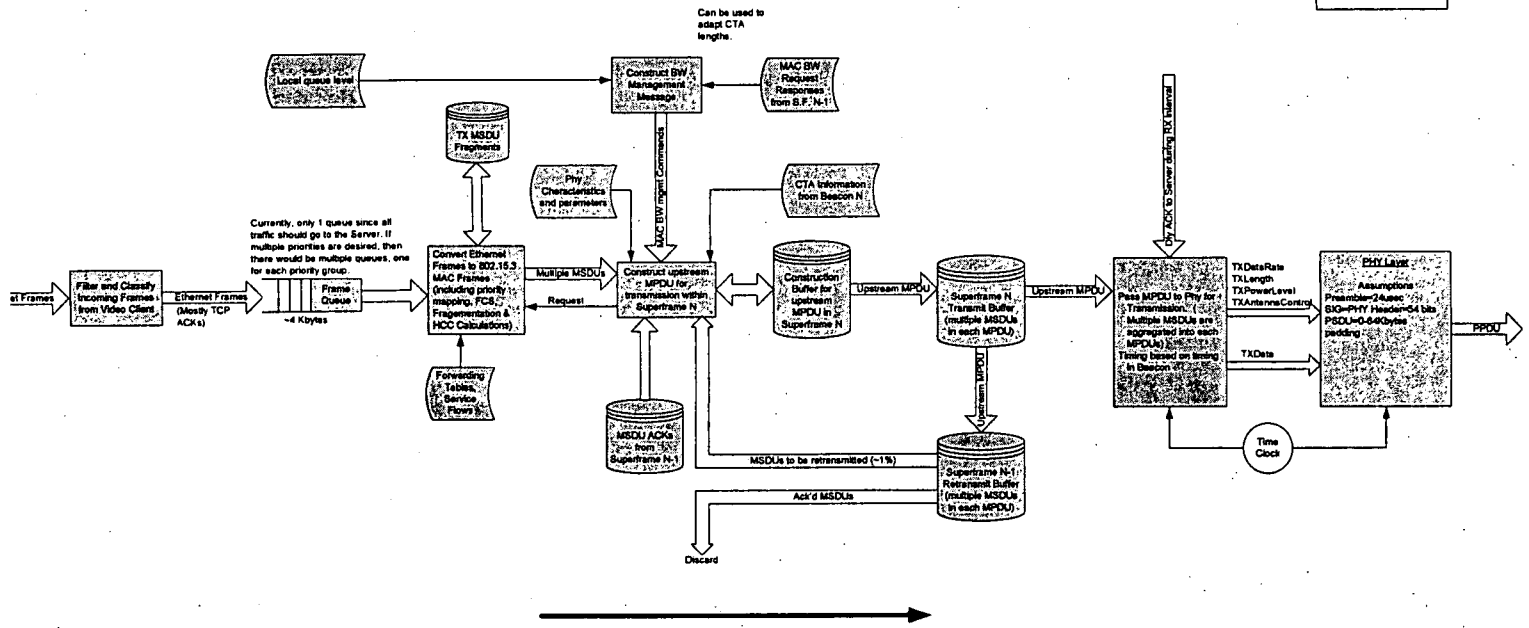 Can be used to
adapt CTA
lengths.
Local queue level
Construct BW
Management
Message
MAC BW
Request
Responses
from S.F. N-1
TX MSDU
Fragments
MAC BW mgmt Commands
Phy
Characteristics
and parameters
CTA Information
from Beacon N
Dly ACK to Server during RX Interval
Currently, only 1 queue since all
traffic should go to the Server. If
multiple priorities are desired, then
there would be multiple queues, one
for each priority group.
et Frames
Filter and Classify
Incoming Frames
from Video Client
Ethernet Frames
(Mostly TCP
ACKs)
Frame
Queue
~4 Kbytes
Convert Ethernet
Frames to 802.15.3
MAC Frames
(including priority
mapping, FCS,
Fragementation &
HCC Calculations)
Multiple MSDUs
Request
Construct upstream
MPDU for
transmission within
Superframe N
Construction
Buffer for
upstream
MPDU in
Superframe N
Upstream MPDU
Superframe N
Transmit Buffer
(multiple MSDUs
in each MPDU)
Upstream MPDU
Pass MPDU to Phy for
Transmission.
(Multiple MSDUs are
aggregated into each
MPDUs)
Timing based on timing
in Beacon
TXDataRate
TXLength
TXPowerLevel
TXAntennaControl
TXData
PHY Layer
Assumptions
Preamble=24usec
SIG=PHY Header=54 bits
PSDU=0-64Kbytes
padding
PPDU
Forwarding
Tables,
Service
Flows
MSDU ACKs
from
Superframe N-1
Upstream MPDU
MSDUs to be retransmitted (~1%)
Superframe N-1
Retransmit Buffer
(multiple MSDUs
in each MPDU)
Ack'd MSDUs
Discard
Time
Clock